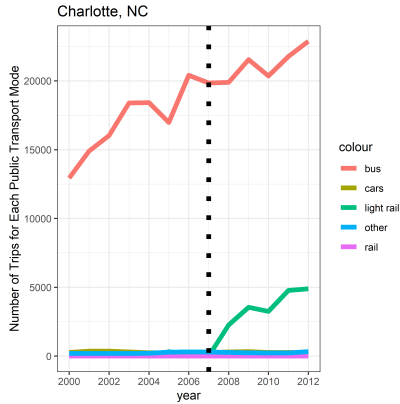 Charlotte, NC
Number of Trips for Each Public Transport Mode
20000
15000
10000
5000
0
2000 2002 2004 2006 2008 2010 2012
year
colour
bus
cars
light rail
other
rail